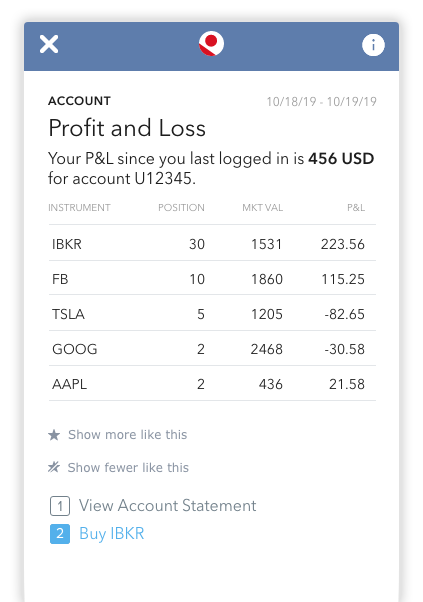 ACCOUNT 10/18/19 - 10/19/19
Profit and Loss
Your P&L since you last logged in is 456 USD
for account U12345.
INSTRUMENT POSITION MKT VAL P&L
IBKR 30 1531 223.56
FB 10 1860 115.25
TSLA 5 1205 -82.65
GOOG 2 2468 -30.58
AAPL 2 436 21.58
Show more like this
Show fewer like this
1 View Account Statement
2 Buy IBKR